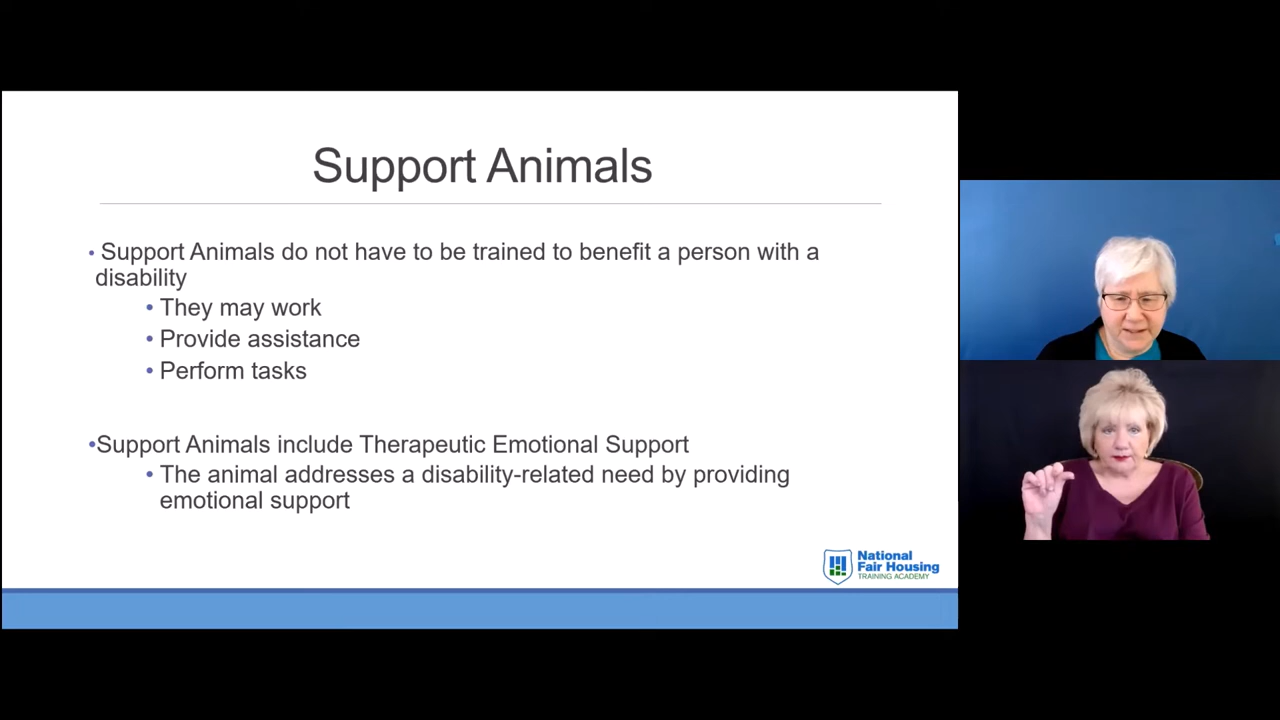 Support Animals
• Support Animals do not have to be trained to benefit a person with a
disability
• They may work
• Provide assistance
• Perform tasks
•Support Animals include Therapeutic Emotional Support
• The animal addresses a disability-related need by providing
emotional support
National
Fair Housing
TRAINING ACADEMY